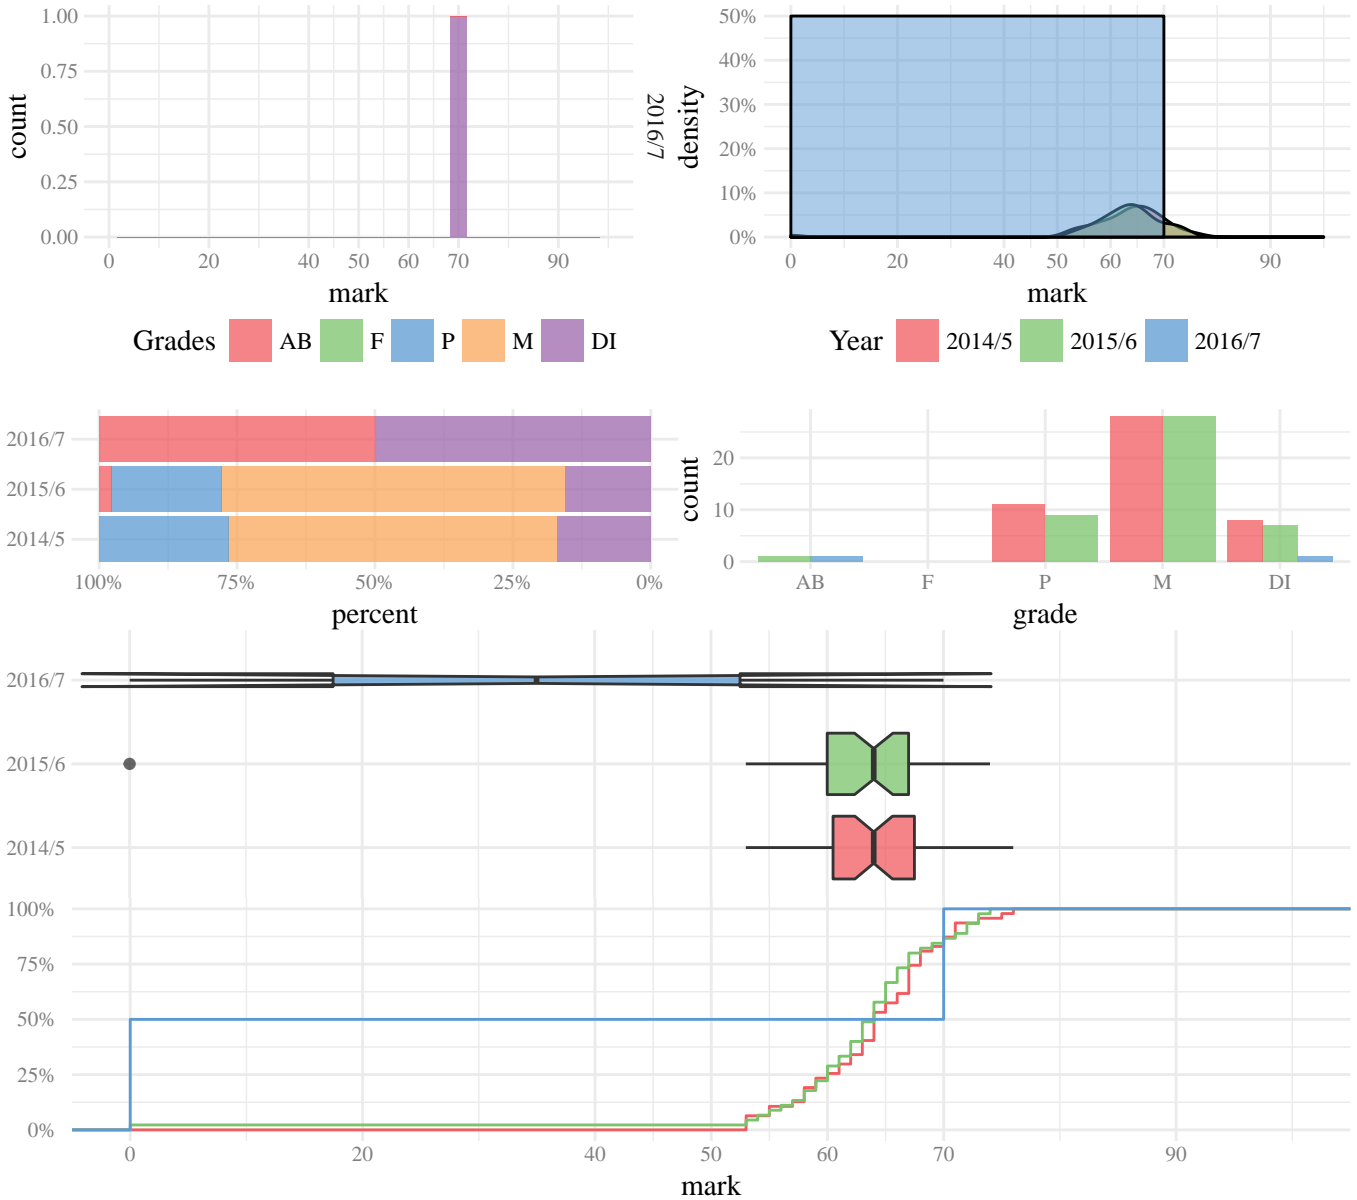 1.00
0.75
0.50
0.25
0.00
count
0 20 40 50 60 70 90
mark
2016/7
50%
40%
30%
20%
10%
0%
density
0 20 40 50 60 70 90
mark
Grades AB F P M DI
Year 2014/5 2015/6 2016/7
2016/7
2015/6
2014/5
100% 75% 50% 25% 0%
percent
20
10
0
count
AB F P M DI
grade
2016/7
2015/6
2014/5
100%
75%
50%
25%
0%
0 20 40 50 60 70 90
mark